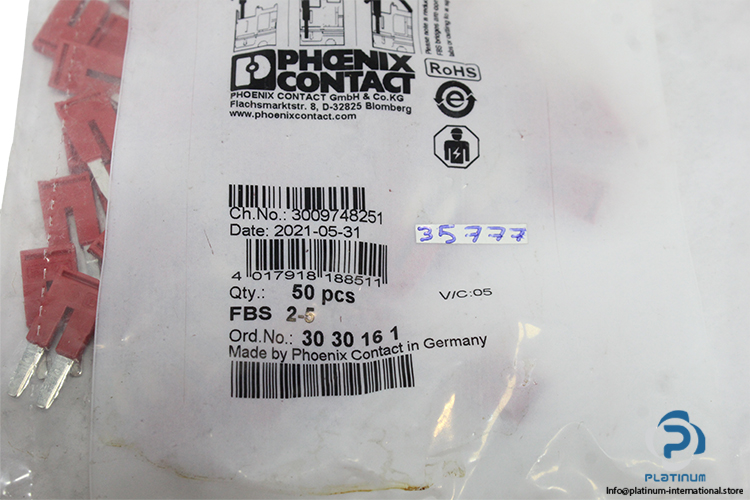 RoHS
PHOENIX
CONTACT
PHOENIX CONTACT GmbH & Co.KG
Flachsmarktstr. 8, D-32825 Blomberg
www.phoenixcontact.com
Ch.No.: 3009748251
Date: 2021-05-31
35777
4 017918 188511
Qty.: 50 pcs
V/C:05
FBS 2-5
Ord.No.: 30 30 16 1
Made by Phoenix Contact in Germany
PLATINUM
Info@platinum-international.store